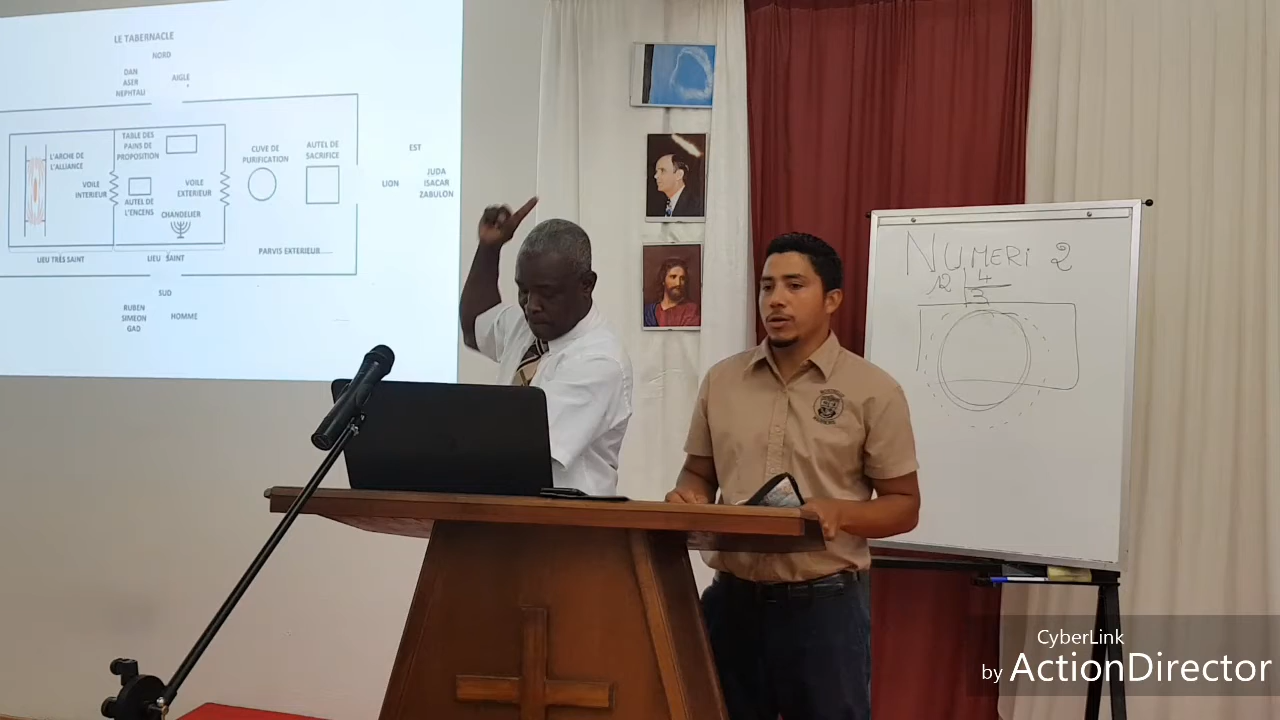 LE TABERNACLE
NORD
DAN
ASER
NEPHTALI
AIGLE
L'ARCHE DE
L'ALLIANCE
VOILE
INTERIEUR
TABLE DES
PAINS DE
PROPOSITION
AUTEL DE
L'ENCENS
VOILE
EXTERIEUR
CHANDELIER
CUVE DE
PURIFICATION
AUTEL DE
SACRIFICE
LIEU TRÈS SAINT
LIEU SAINT
PARVIS EXTERIEUR
EST
LION
JUDA
ISACAR
ZABULON
SUD
RUBEN
SIMEON
GAD
HOMME
NUMERI 2
12 4
3
CyberLink
by ActionDirector